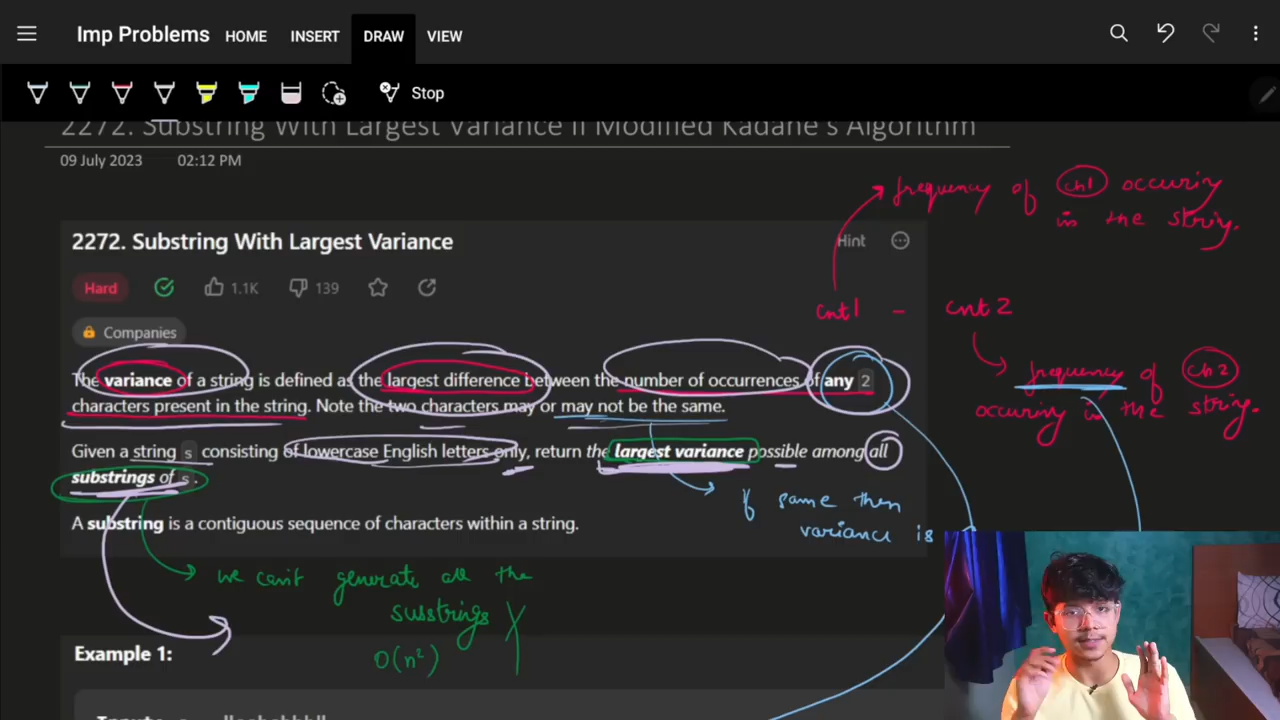 Imp Problems HOME INSERT DRAW VIEW
Stop
2272. Substring With Largest Variance II Modified Kadane's Algorithm
09 July 2023 02:12 PM
frequency of ch1 occuring
in the string.
2272. Substring With Largest Variance
Hint
Hard 1.1K 139
cnt1 - cnt2
Companies
frequency of ch2
occuring in the string.
The variance of a string is defined as the largest difference between the number of occurrences of any 2
characters present in the string. Note the two characters may or may not be the same.
Given a string s consisting of lowercase English letters only, return the largest variance possible among all
substrings of s.
If same then
variance is
A substring is a contiguous sequence of characters within a string.
we can't generate all the
susstrings X
O(n²)
Example 1: